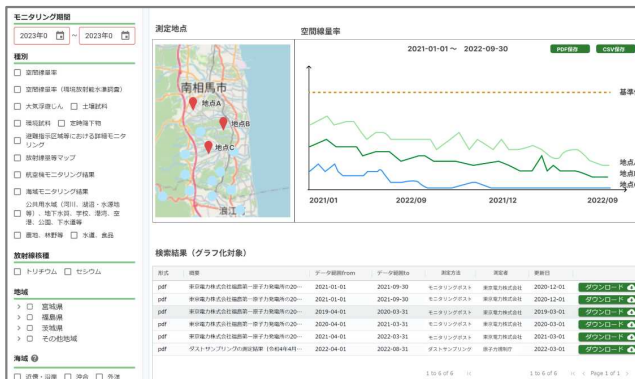 モニタリング期間
2023年0 ~ 2023年0
種別
空間線量率
空間線量率（環境放射能水準調査）
大気浮遊じん 土壌試料
環境試料 定時降下物
避難指示区域等における詳細モニタ
リング
放射線量等マップ
航空機モニタリング結果
海域モニタリング結果
公共用水域（河川、湖沼・水源地
等）、地下水質、学校、港湾、空
港、公園、下水道等
農地、林野等 水道、食品
放射線核種
トリチウム セシウム
地域
> 宮城県
> 福島県
> 茨城県
> その他地域
海域
近傍・沿岸 沖合 外洋
測定地点
南相馬市
地点A
地点B
地点C
浪江
空間線量率
2021-01-01 ～ 2022-09-30
PDF保存 CSV保存
基準
地点
地点
地点
2021/01 2022/09 2021/12 2022/09
検索結果（グラフ化対象）
形式 概要 データ範囲from データ範囲to 測定方法 測定者 更新日
pdf 東京電力株式会社福島第一原子力発電所の20… 2021-01-01 2021-09-30 モニタリングポスト 東京電力株式会社 2020-12-01 ダウンロード
pdf 東京電力株式会社福島第一原子力発電所の20… 2021-01-01 2021-09-30 モニタリングポスト 東京電力株式会社 2020-12-01 ダウンロード
pdf 東京電力株式会社福島第一原子力発電所の20… 2019-04-01 2020-03-31 モニタリングポスト 東京電力株式会社 2019-03-01 ダウンロード
pdf 東京電力株式会社福島第一原子力発電所の20… 2020-04-01 2021-03-31 モニタリングポスト 東京電力株式会社 2020-03-01 ダウンロード
pdf 東京電力株式会社福島第一原子力発電所の20… 2021-04-01 2022-03-31 モニタリングポスト 東京電力株式会社 2021-03-01 ダウンロード
pdf ダストサンプリングの測定結果（令和4年4月… 2022-04-01 2022-08-31 ダストサンプリング 原子力規制庁 2022-03-01 ダウンロード
1 to 6 of 6 1 to 6 of 6 Page 1 of 1